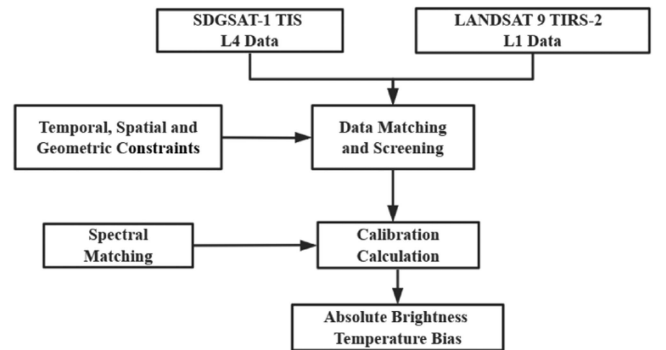 SDGSAT-1 TIS
L4 Data
LANDSAT 9 TIRS-2
L1 Data
Temporal, Spatial and
Geometric Constraints
Data Matching
and Screening
Spectral
Matching
Calibration
Calculation
Absolute Brightness
Temperature Bias